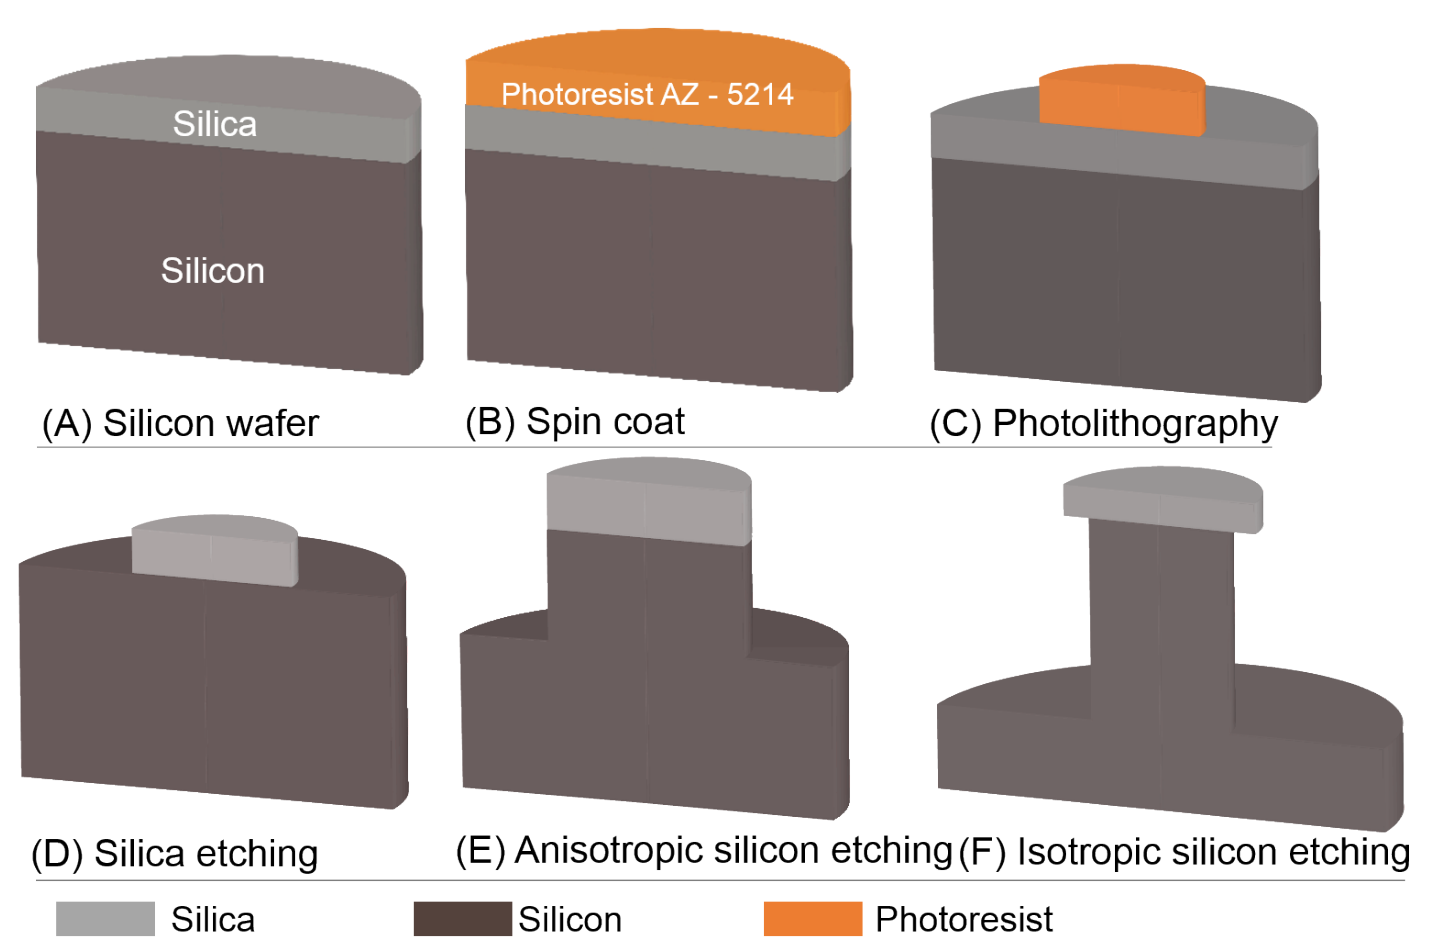 Silica
Silicon
Photoresist AZ - 5214
(A) Silicon wafer
(B) Spin coat
(C) Photolithography
(D) Silica etching
(E) Anisotropic silicon etching
(F) Isotropic silicon etching
Silica
Silicon
Photoresist